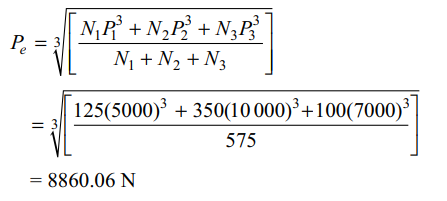 Pₑ = ∛[(N₁P₁³ + N₂P₂³ + N₃P₃³) / (N₁ + N₂ + N₃)]
= ∛[(125(5000)³ + 350(10 000)³+100(7000)³) / 575]
= 8860.06 N